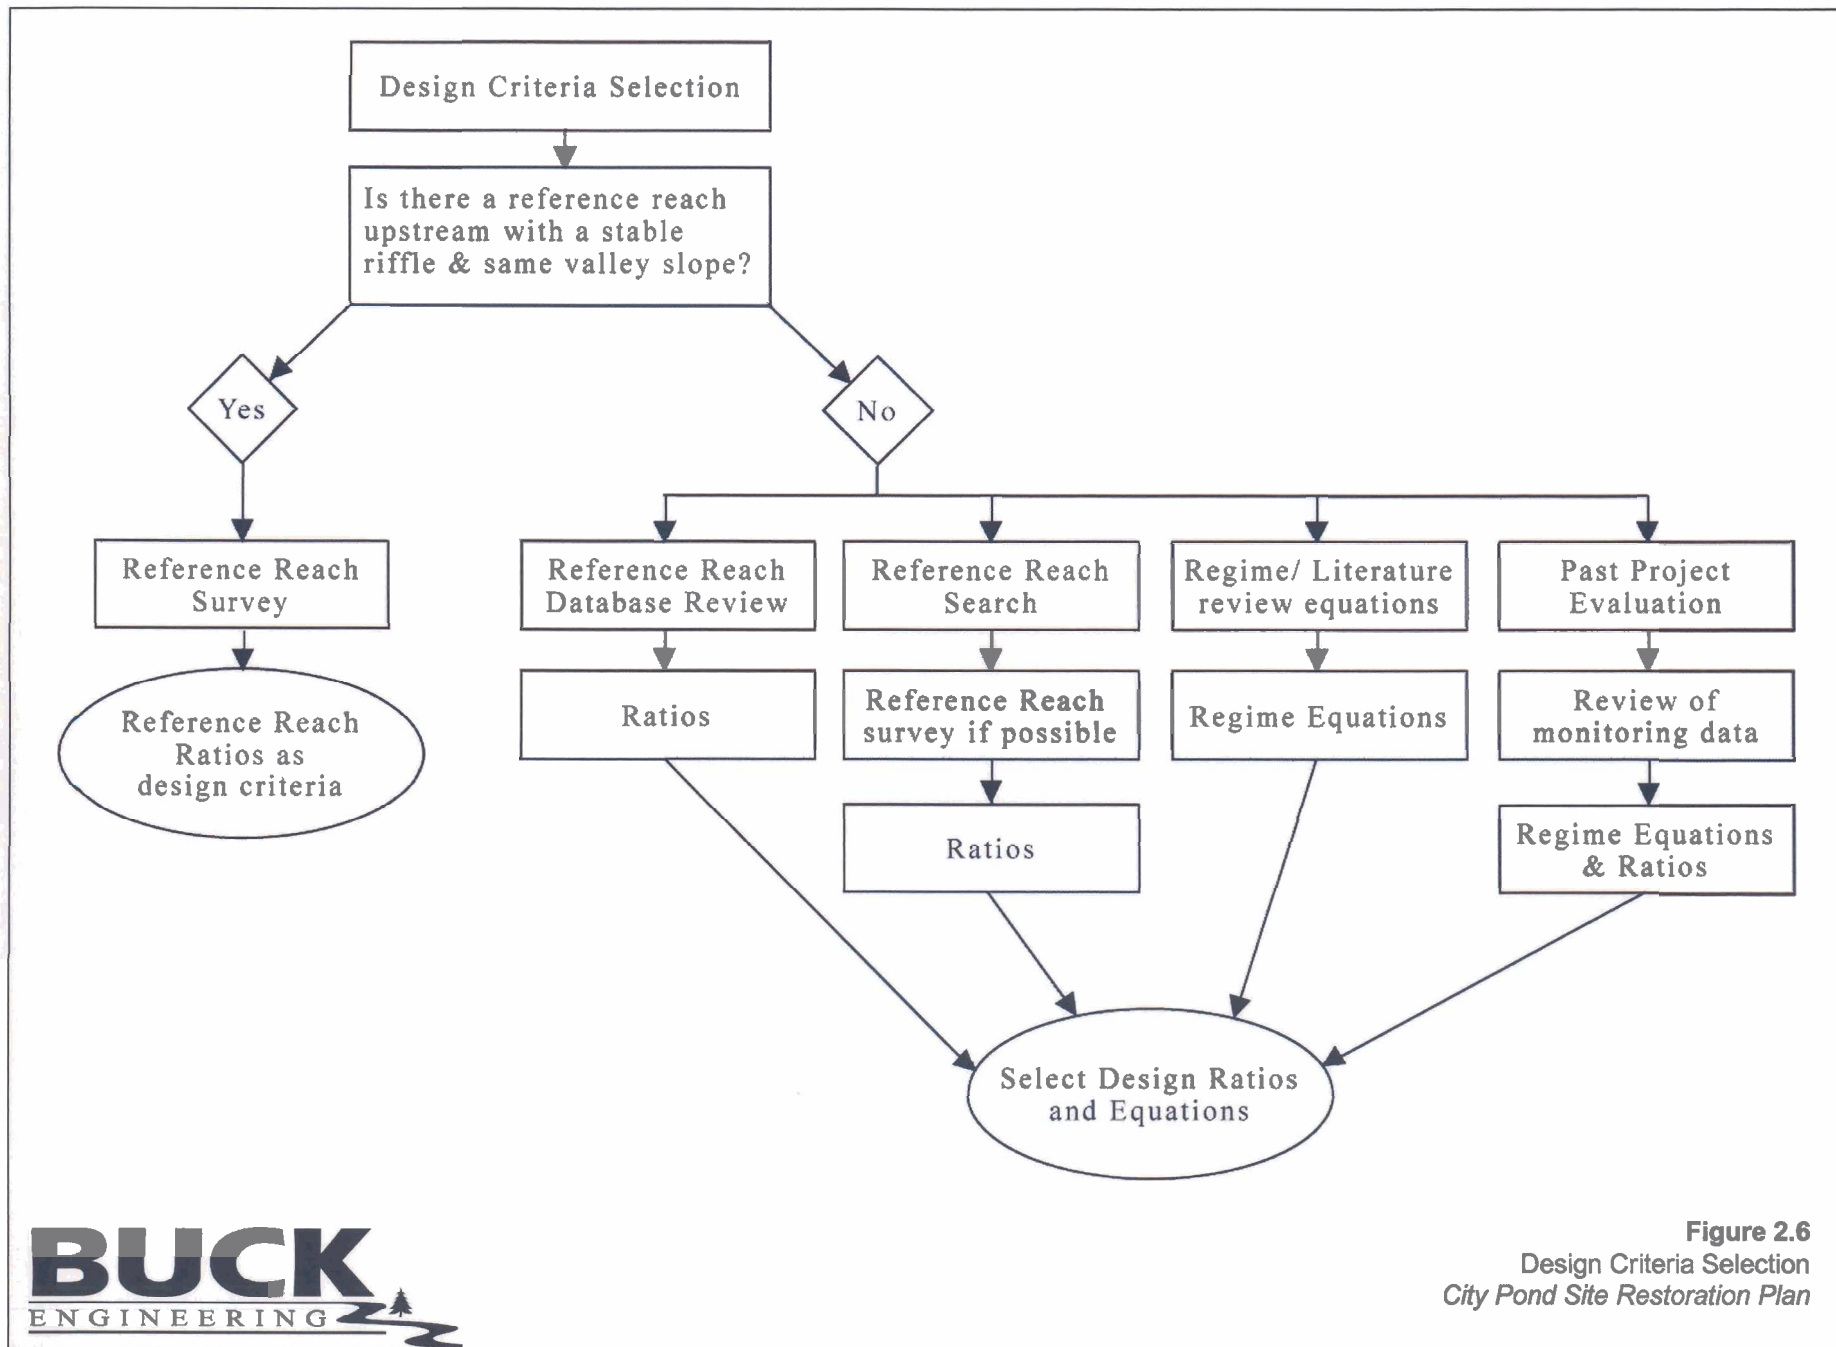 Design Criteria Selection
Is there a reference reach
upstream with a stable
riffle & same valley slope?
Yes
No
Reference Reach
Survey
Reference Reach
Database Review
Reference Reach
Search
Regime/ Literature
review equations
Past Project
Evaluation
Reference Reach
Ratios as
design criteria
Ratios
Reference Reach
survey if possible
Regime Equations
Review of
monitoring data
Ratios
Regime Equations
& Ratios
Select Design Ratios
and Equations
BUCK
ENGINEERING
Figure 2.6
Design Criteria Selection
City Pond Site Restoration Plan